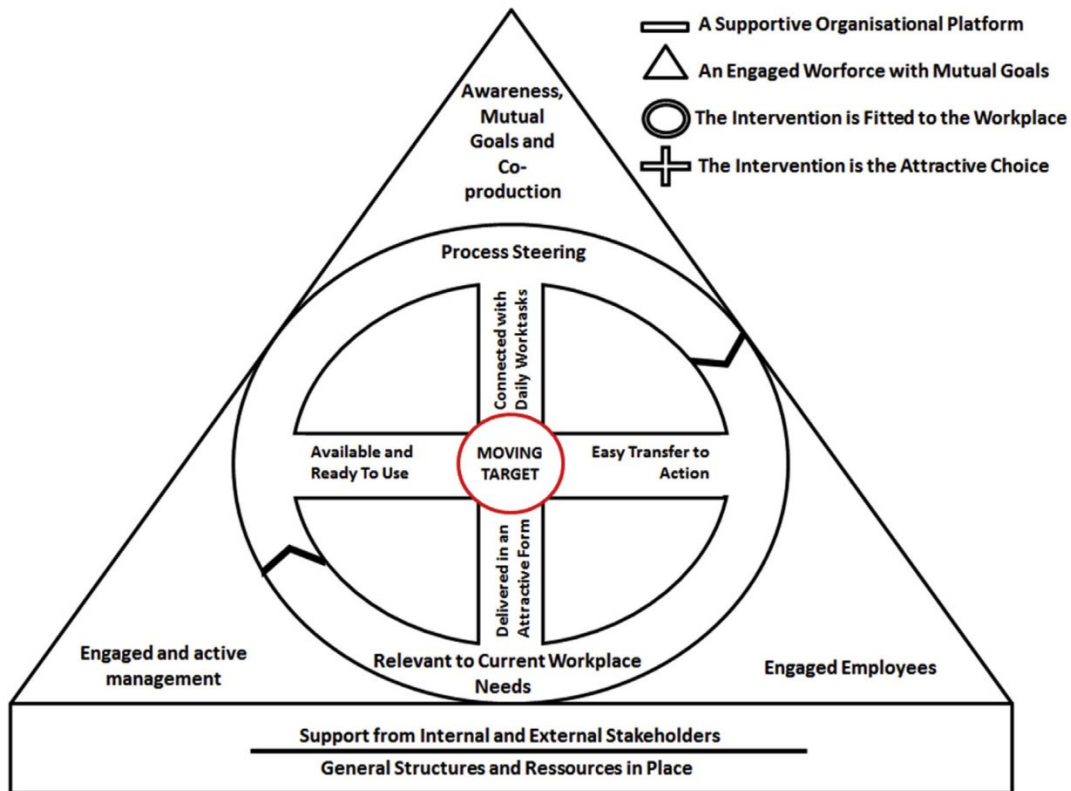 A Supportive Organisational Platform
An Engaged Worforce with Mutual Goals
The Intervention is Fitted to the Workplace
The Intervention is the Attractive Choice
Awareness,
Mutual
Goals and
Co-
production
Process Steering
Connected with
Daily Worktasks
Available and
Ready To Use
MOVING
TARGET
Easy Transfer to
Action
Delivered in an
Attractive Form
Relevant to Current Workplace
Needs
Engaged and active
management
Engaged Employees
Support from Internal and External Stakeholders
General Structures and Ressources in Place